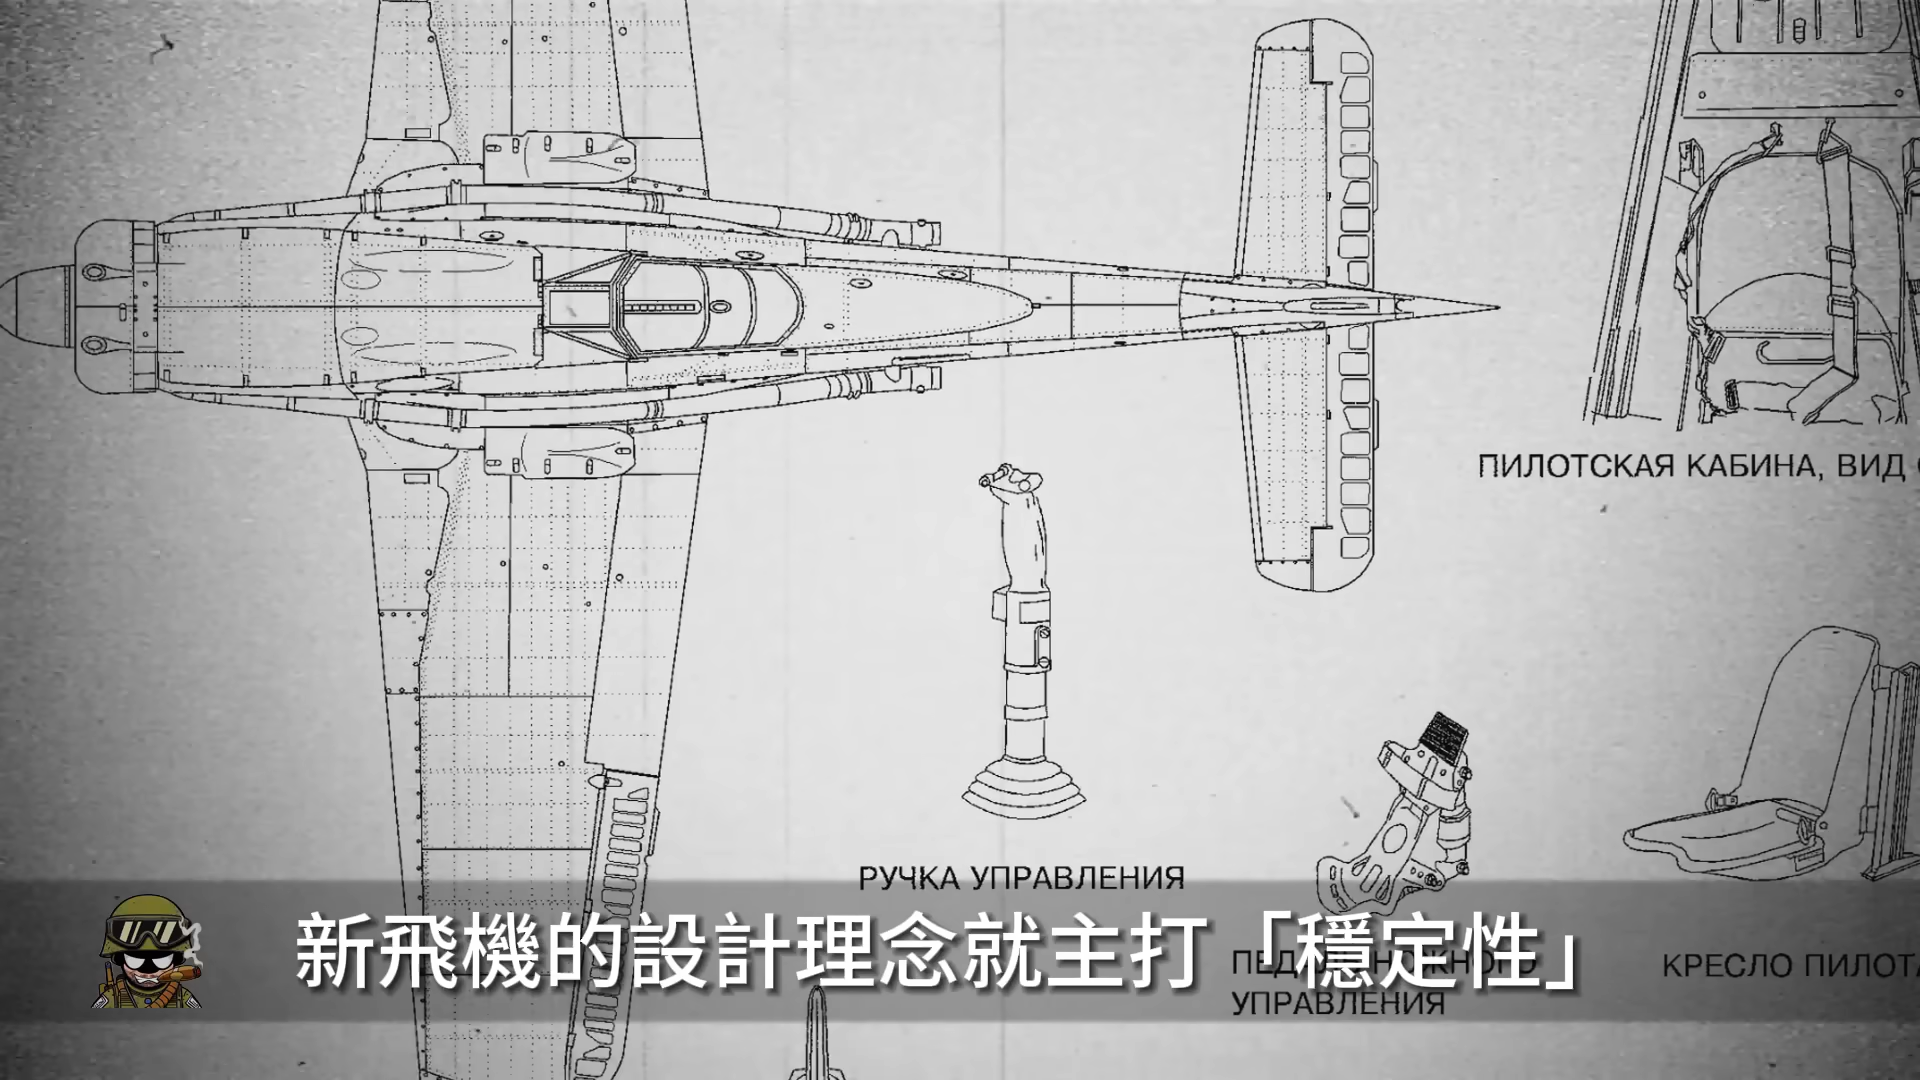 ПИЛОТСКАЯ КАБИНА, ВИД
РУЧКА УПРАВЛЕНИЯ
新飛機的設計理念就主打「穩定性」
УПРАВЛЕНИЯ
КРЕСЛО ПИЛОТА